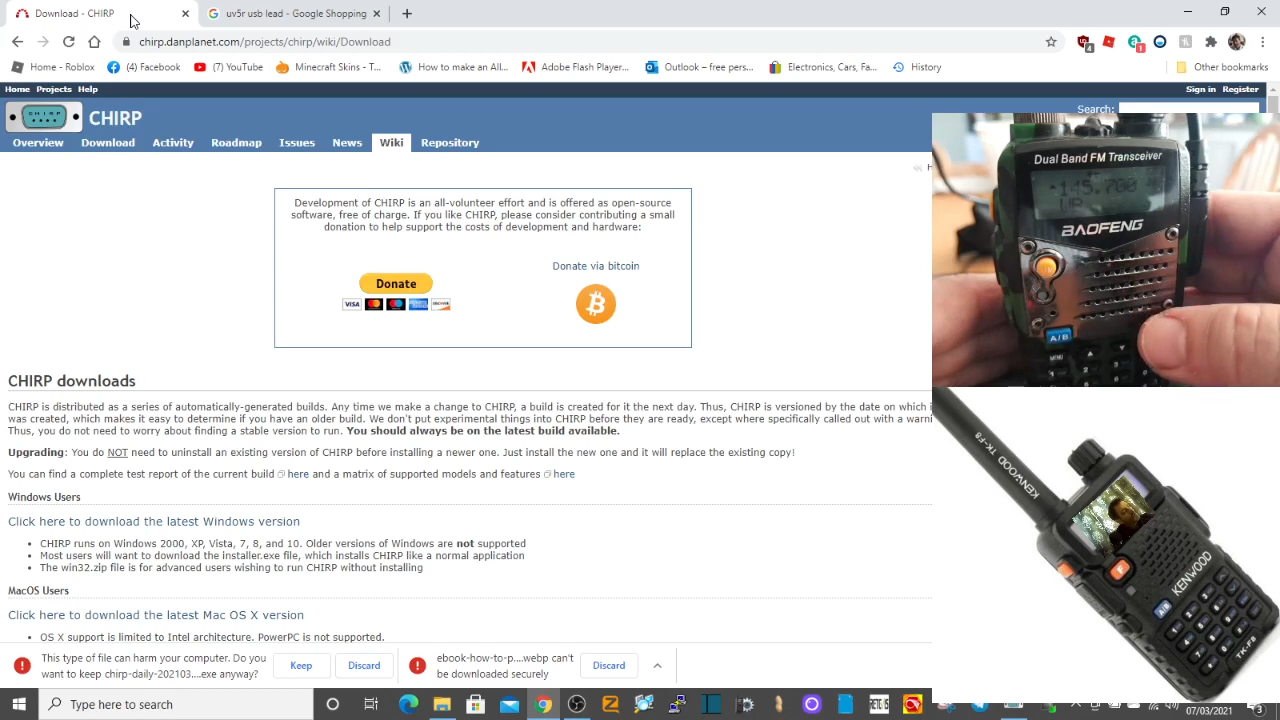 Download - CHIRP
uv5r usb lead - Google Shopping
chirp.danplanet.com/projects/chirp/wiki/Download
Home - Roblox
(4) Facebook
(7) YouTube
Minecraft Skins - T...
How to make an All...
Adobe Flash Player...
Outlook – free pers...
Electronics, Cars, Fa...
History
Other bookmarks
Home Projects Help
Sign in Register
CHIRP
CHIRP
Search:
Overview Download Activity Roadmap Issues News Wiki Repository
Development of CHIRP is an all-volunteer effort and is offered as open-source
software, free of charge. If you like CHIRP, please consider contributing a small
donation to help support the costs of development and hardware:
Donate via bitcoin
Donate
VISA
CHIRP downloads
CHIRP is distributed as a series of automatically-generated builds. Any time we make a change to CHIRP, a build is created for it the next day. Thus, CHIRP is versioned by the date on which i
was created, which makes it easy to determine if you have an older build. We don't put experimental things into CHIRP before they are ready, except where specifically called out with a warni
Thus, you do not need to worry about finding a stable version to run. You should always be on the latest build available.
Upgrading: You do NOT need to uninstall an existing version of CHIRP before installing a newer one. Just install the new one and it will replace the existing copy!
You can find a complete test report of the current build here and a matrix of supported models and features here
Windows Users
Click here to download the latest Windows version
CHIRP runs on Windows 2000, XP, Vista, 7, 8, and 10. Older versions of Windows are not supported
Most users will want to download the installer.exe file, which installs CHIRP like a normal application
The win32.zip file is for advanced users wishing to run CHIRP without installing
MacOS Users
Click here to download the latest Mac OS X version
OS X support is limited to Intel architecture. PowerPC is not supported.
This type of file can harm your computer. Do you
want to keep chirp-daily-202103....exe anyway?
Keep
Discard
ebook-how-to-p....webp can't
be downloaded securely
Discard
Type here to search
07/03/2021
3
Dual Band FM Transceiver
-145.700
BAOFENG
A/B
MENU
KENWOOD TK-F8
F
KENWOOD
A/B
TK-F8